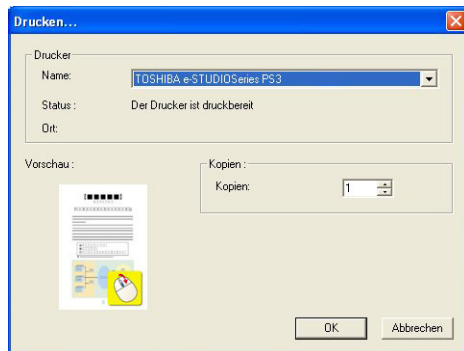 Drucken...
Drucker
Name:
TOSHIBA e-STUDIOSeries PS3
Status :
Der Drucker ist druckbereit
Ort:
Vorschau :
Kopien :
Kopien:
1
OK
Abbrechen